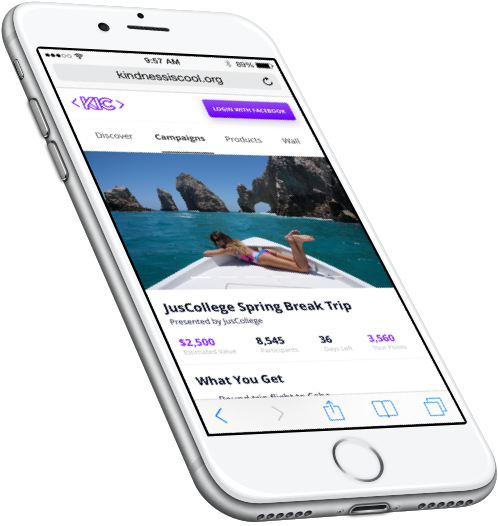 9:57 AM 89%
kindnessiscool.org
<KIC> LOGIN WITH FACEBOOK
Discover Campaigns Products Wall
JusCollege Spring Break Trip
Presented by JusCollege
$2,500 8,545 36 3,560
Estimated Value Participants Days Left Your Points
What You Get
Round trip flight to Cabo